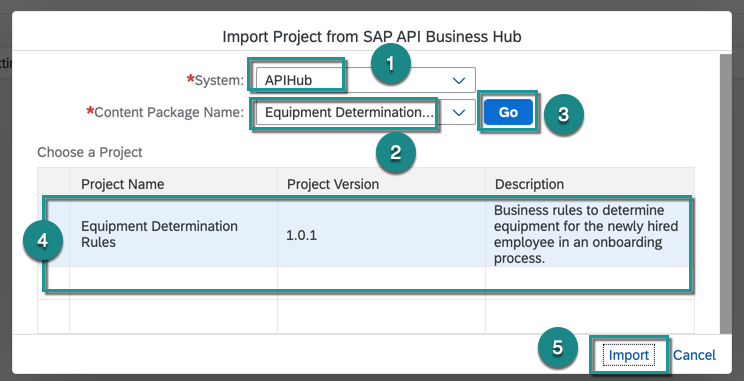 Import Project from SAP API Business Hub
1
*System: APIHub
*Content Package Name: Equipment Determination... Go 3
2
Choose a Project
Project Name Project Version Description
4
Equipment Determination Rules
1.0.1
Business rules to determine
equipment for the newly hired
employee in an onboarding
process.
5
Import Cancel